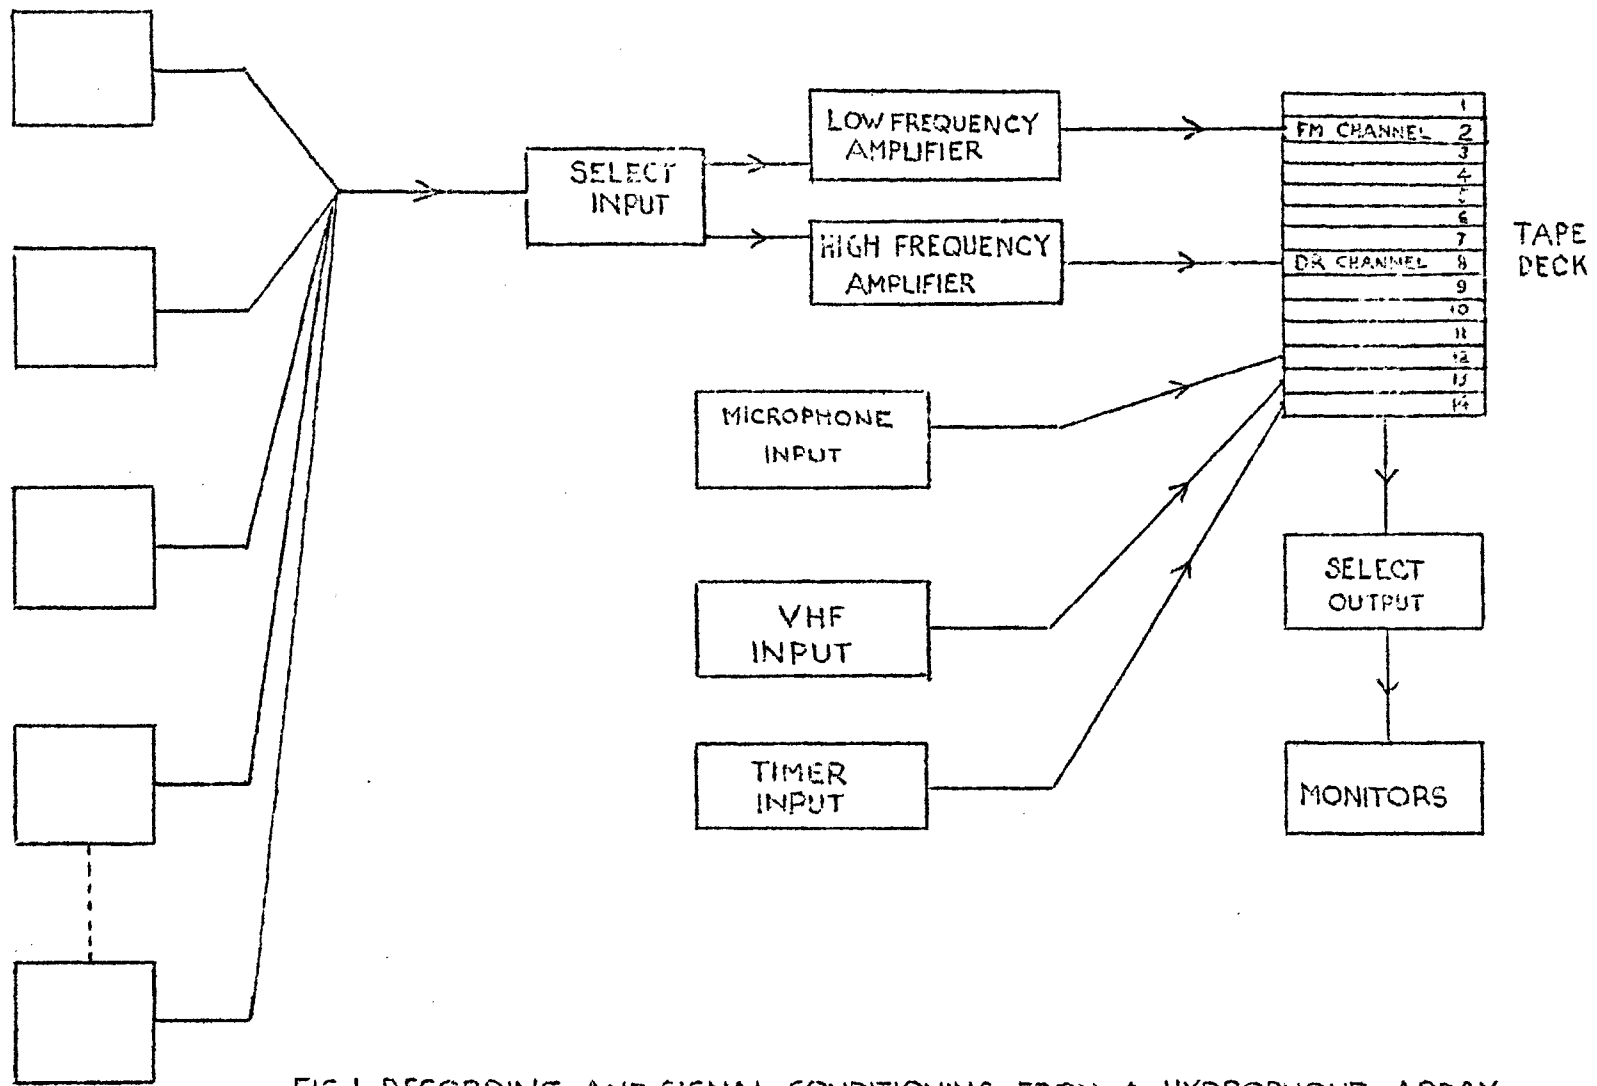 SELECT
INPUT
LOW FREQUENCY
AMPLIFIER
HIGH FREQUENCY
AMPLIFIER
MICROPHONE
INPUT
VHF
INPUT
TIMER
INPUT
1
FM CHANNEL 2
3
4
5
6
7
DR CHANNEL 8
9
10
11
12
13
14
TAPE
DECK
SELECT
OUTPUT
MONITORS
FIG.1 RECORDING AND SIGNAL CONDITIONING FROM A HYDROPHONE ARRAY